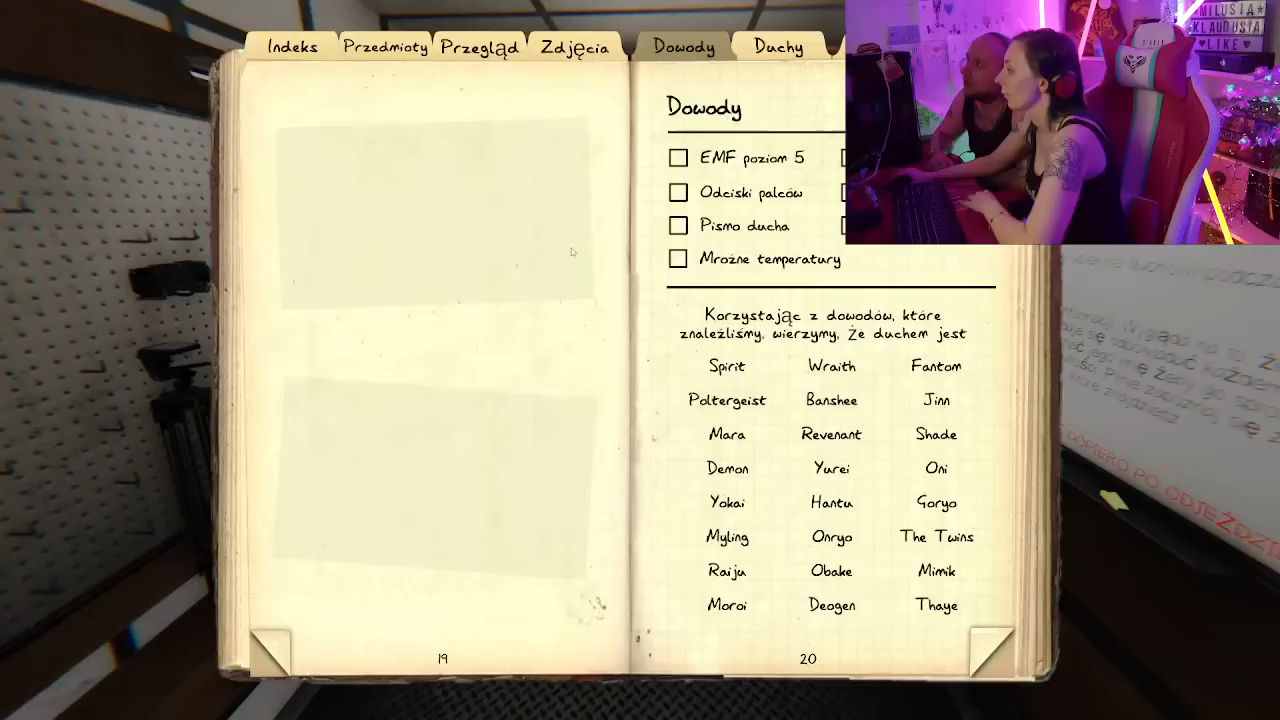 Indeks
Przedmioty
Przegląd
Zdjęcia
Dowody
Duchy
MILUSIA
KLAUDUSIA
LIKE
Dowody
EMF poziom 5
Odciski palców
Pismo ducha
Mroźne temperatury
Korzystając z dowodów, które
znaleźliśmy, wierzymy, że duchem jest
Spirit Wraith Fantom
Poltergeist Banshee Jinn
Mara Revenant Shade
Demon Yurei Oni
Yokai Hantu Goryo
Myling Onryo The Twins
Raiju Obake Mimik
Moroi Deogen Thaye
19
20
DOPIERO PO